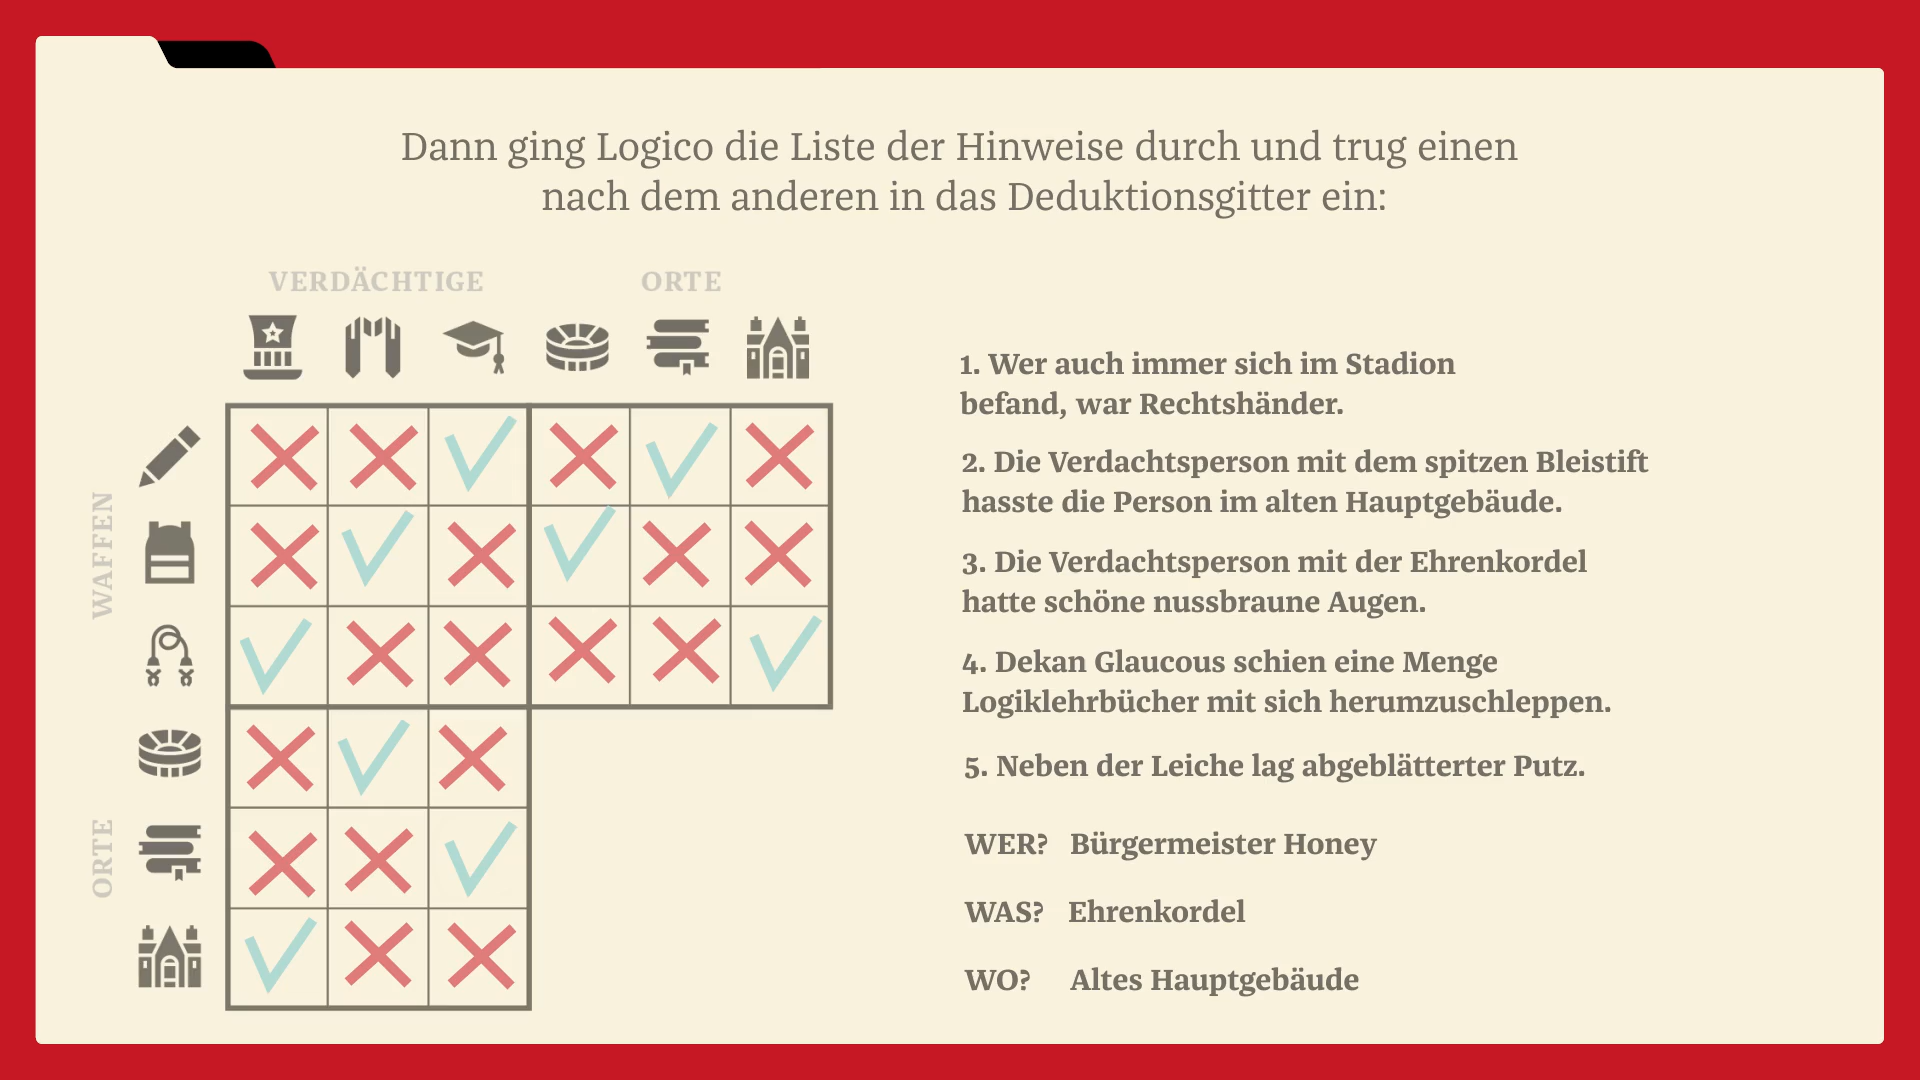 Dann ging Logico die Liste der Hinweise durch und trug einen
nach dem anderen in das Deduktionsgitter ein:
VERDÄCHTIGE
ORTE
WAFFEN
ORTE
1. Wer auch immer sich im Stadion
befand, war Rechtshänder.
2. Die Verdachtsperson mit dem spitzen Bleistift
hasste die Person im alten Hauptgebäude.
3. Die Verdachtsperson mit der Ehrenkordel
hatte schöne nussbraune Augen.
4. Dekan Glaucous schien eine Menge
Logiklehrbücher mit sich herumzuschleppen.
5. Neben der Leiche lag abgeblätterter Putz.
WER? Bürgermeister Honey
WAS? Ehrenkordel
WO? Altes Hauptgebäude